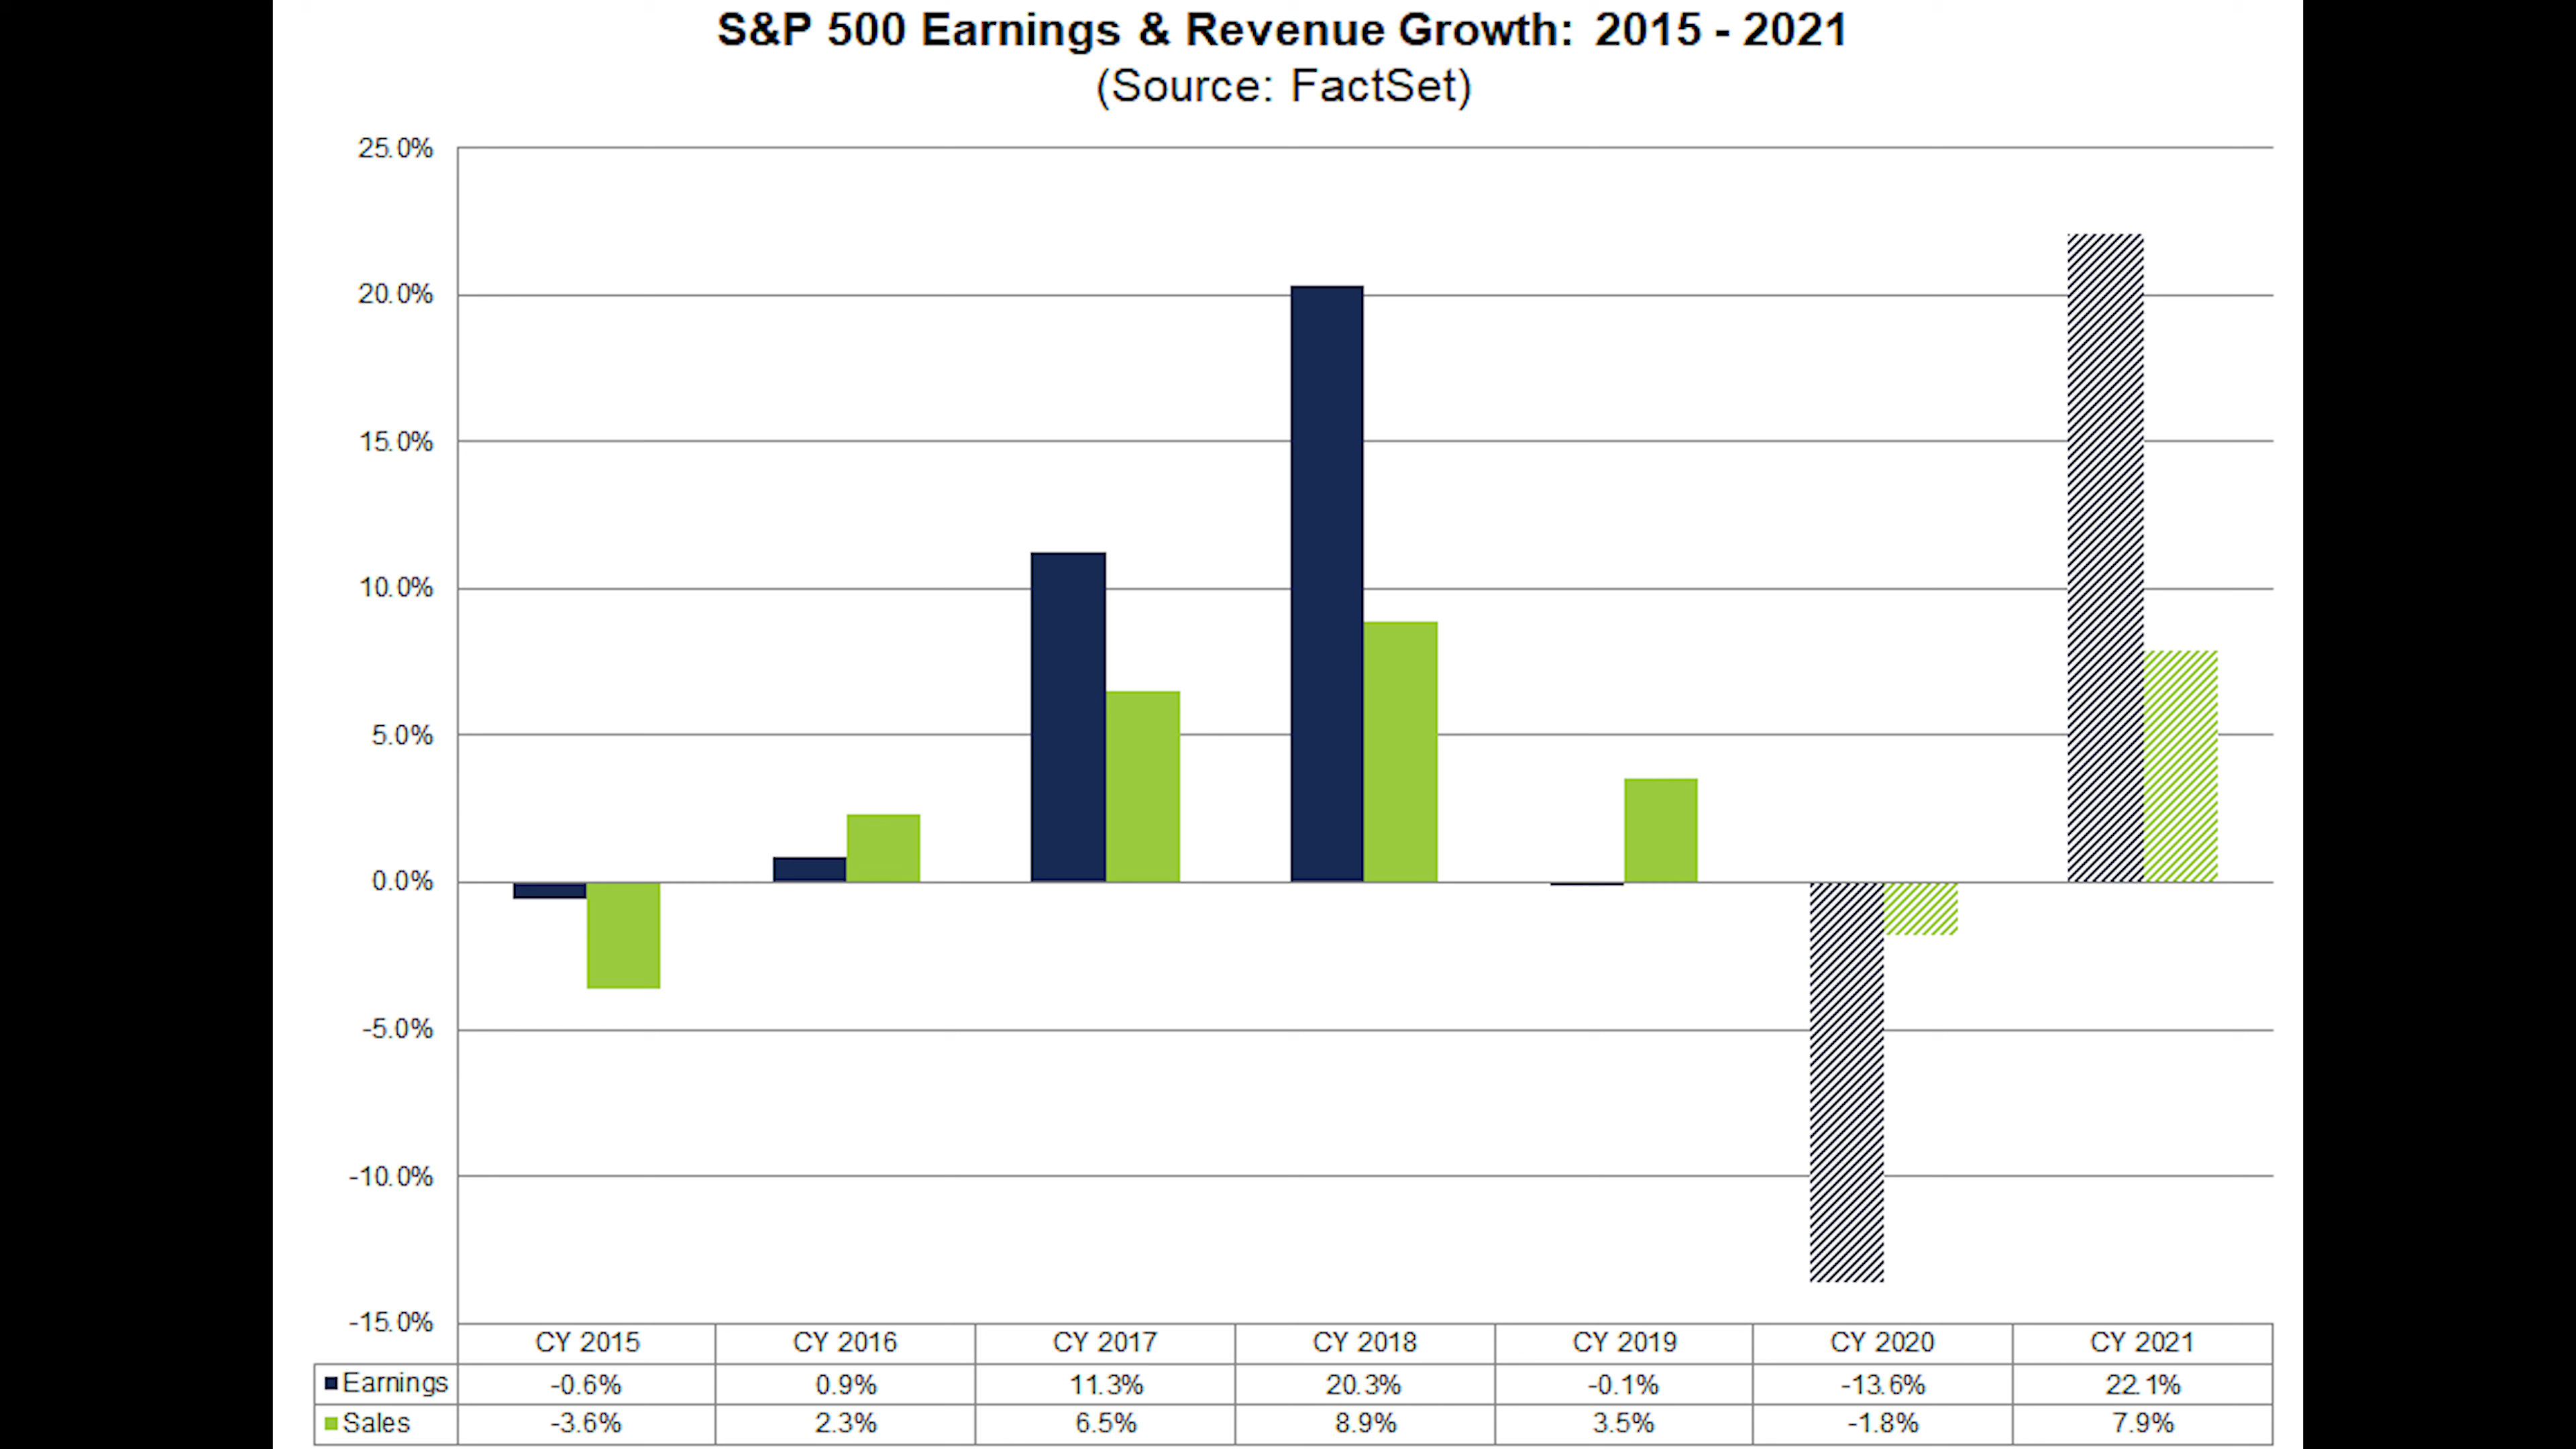 S&P 500 Earnings & Revenue Growth: 2015 - 2021
(Source: FactSet)
25.0%
20.0%
15.0%
10.0%
5.0%
0.0%
-5.0%
-10.0%
-15.0%
CY 2015 CY 2016 CY 2017 CY 2018 CY 2019 CY 2020 CY 2021
Earnings -0.6% 0.9% 11.3% 20.3% -0.1% -13.6% 22.1%
Sales -3.6% 2.3% 6.5% 8.9% 3.5% -1.8% 7.9%